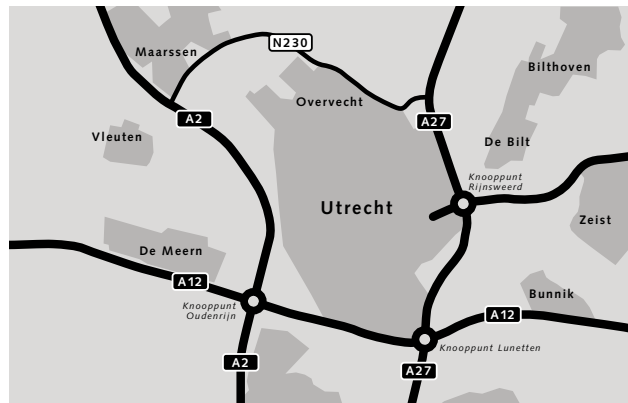 N230
Maarssen
Bilthoven
Overvecht
A2
A27
Vleuten
De Bilt
Knooppunt
Rijnsweerd
Utrecht
Zeist
De Meern
A12
Bunnik
Knooppunt
Oudenrijn
A12
Knooppunt Lunetten
A2
A27